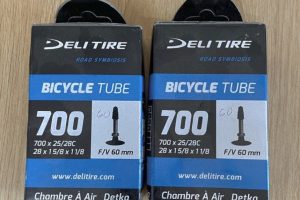 DELI TIRE
ROAD SYMBIOSIS
BICYCLE TUBE
700
60
700 x 25/28C
28 x 1 5/8 x 1 1/8
F/V 60 mm
www.delitire.com
Chambre À Air Detka
DELI TIRE
ROAD SYMBIOSIS
BICYCLE TUBE
700
60
700 x 25/28C
28 x 1 5/8 x 1 1/8
F/V 60 mm
www.delitire.com
Chambre À Air Detka